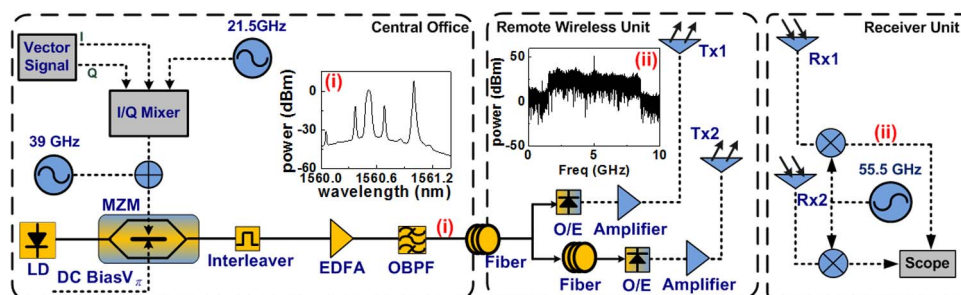 Central Office
Vector
Signal
I
Q
21.5GHz
I/Q Mixer
39 GHz
MZM
LD
DC BiasVπ
Interleaver
EDFA
OBPF
(i)
(i)
power (dBm)
0
-30
-60
1560.0
1560.6
1561.2
wavelength (nm)
Fiber
Remote Wireless Unit
(ii)
power (dBm)
50
0
-50
0
5
10
Freq (GHz)
Tx1
Tx2
O/E
Amplifier
Fiber
O/E
Amplifier
Receiver Unit
Rx1
(ii)
Rx2
55.5 GHz
Scope